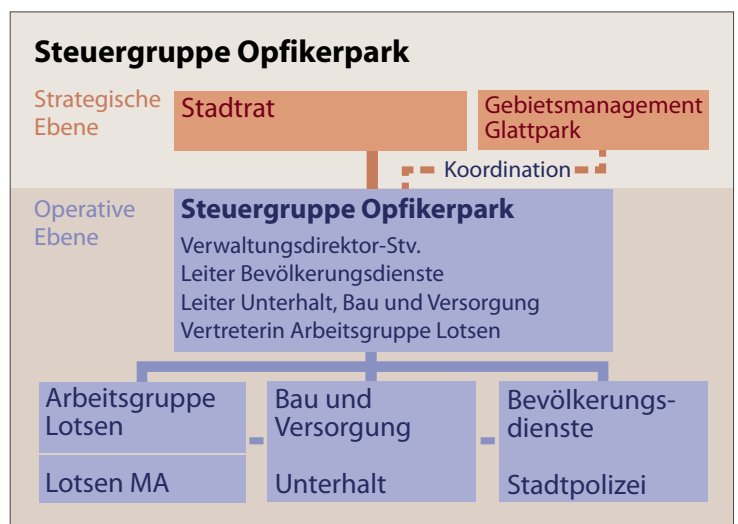 Steuergruppe Opfikerpark
Strategische
Ebene
Stadtrat
Gebietsmanagement
Glattpark
Koordination
Operative
Ebene
Steuergruppe Opfikerpark
Verwaltungsdirektor-Stv.
Leiter Bevölkerungsdienste
Leiter Unterhalt, Bau und Versorgung
Vertreterin Arbeitsgruppe Lotsen
Arbeitsgruppe
Lotsen
Lotsen MA
Bau und
Versorgung
Unterhalt
Bevölkerungs-
dienste
Stadtpolizei